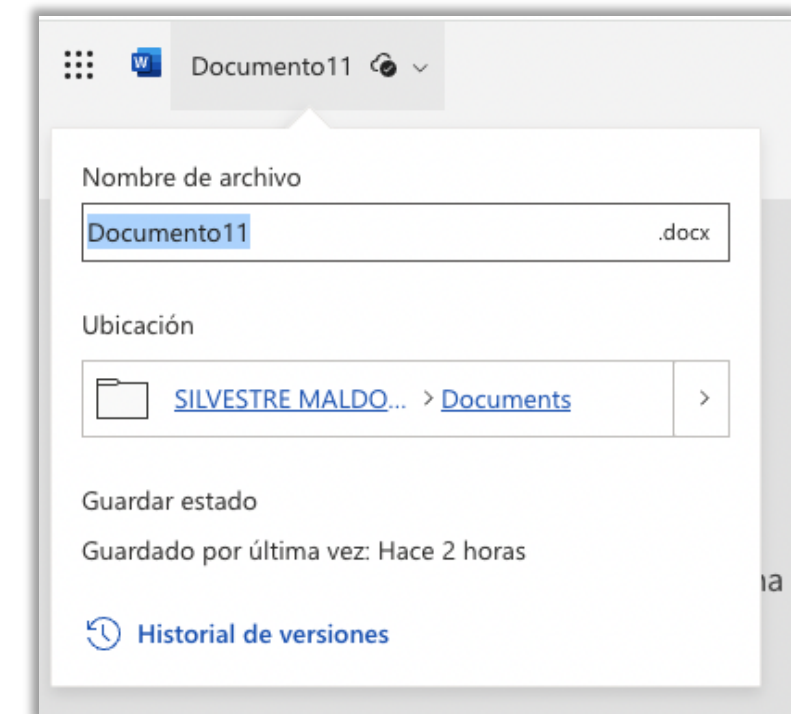 W Documento11
Nombre de archivo
Documento11 .docx
Ubicación
SILVESTRE MALDO... > Documents >
Guardar estado
Guardado por última vez: Hace 2 horas
Historial de versiones